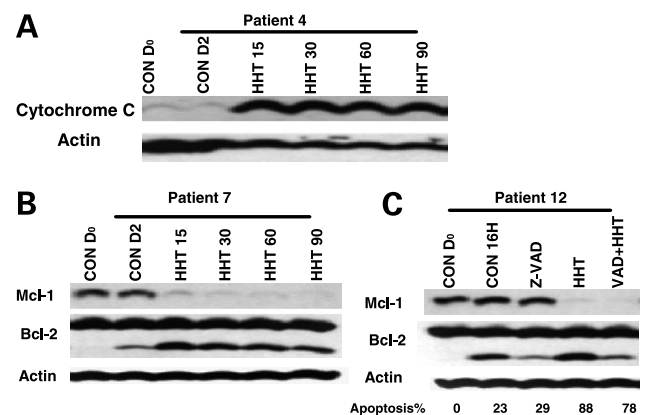 A
Patient 4
CON D₀ CON D2 HHT 15 HHT 30 HHT 60 HHT 90
Cytochrome C
Actin
B
Patient 7
CON D₀ CON D2 HHT 15 HHT 30 HHT 60 HHT 90
Mcl-1
Bcl-2
Actin
C
Patient 12
CON D₀ CON 16H Z-VAD HHT VAD+HHT
Mcl-1
Bcl-2
Actin
Apoptosis% 0 23 29 88 78